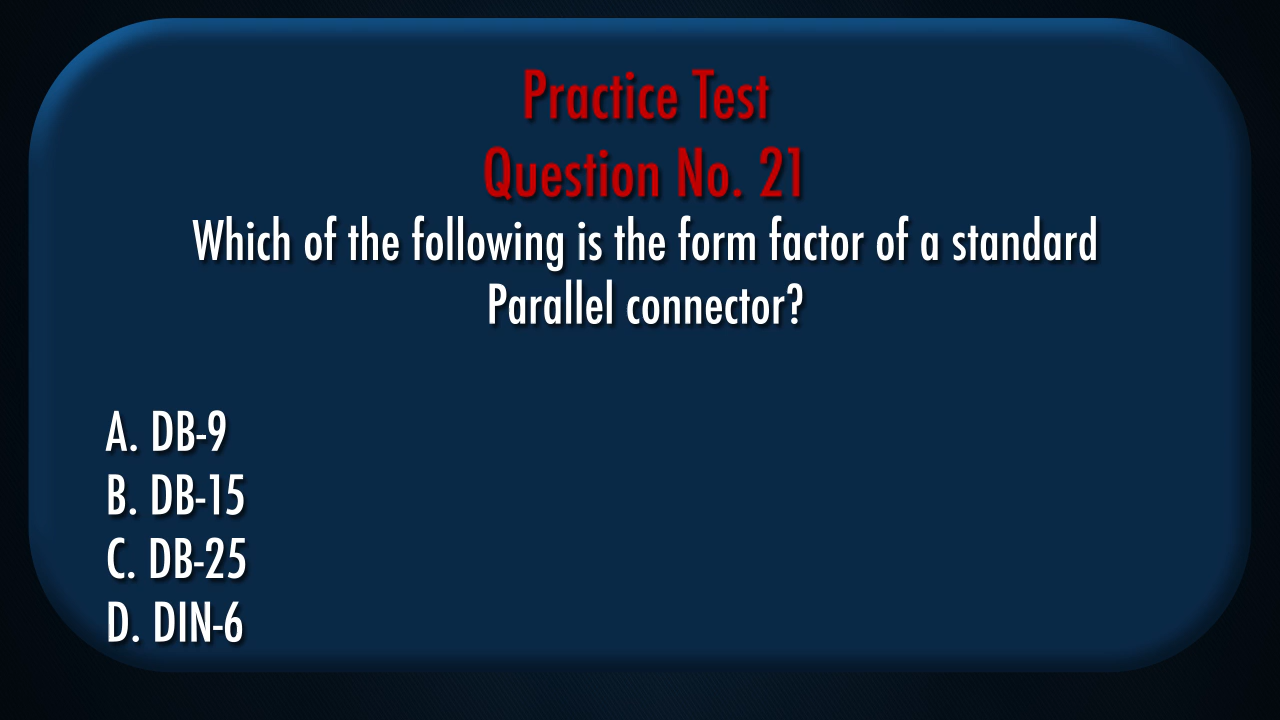 Practice Test
Question No. 21
Which of the following is the form factor of a standard
Parallel connector?
A. DB-9
B. DB-15
C. DB-25
D. DIN-6